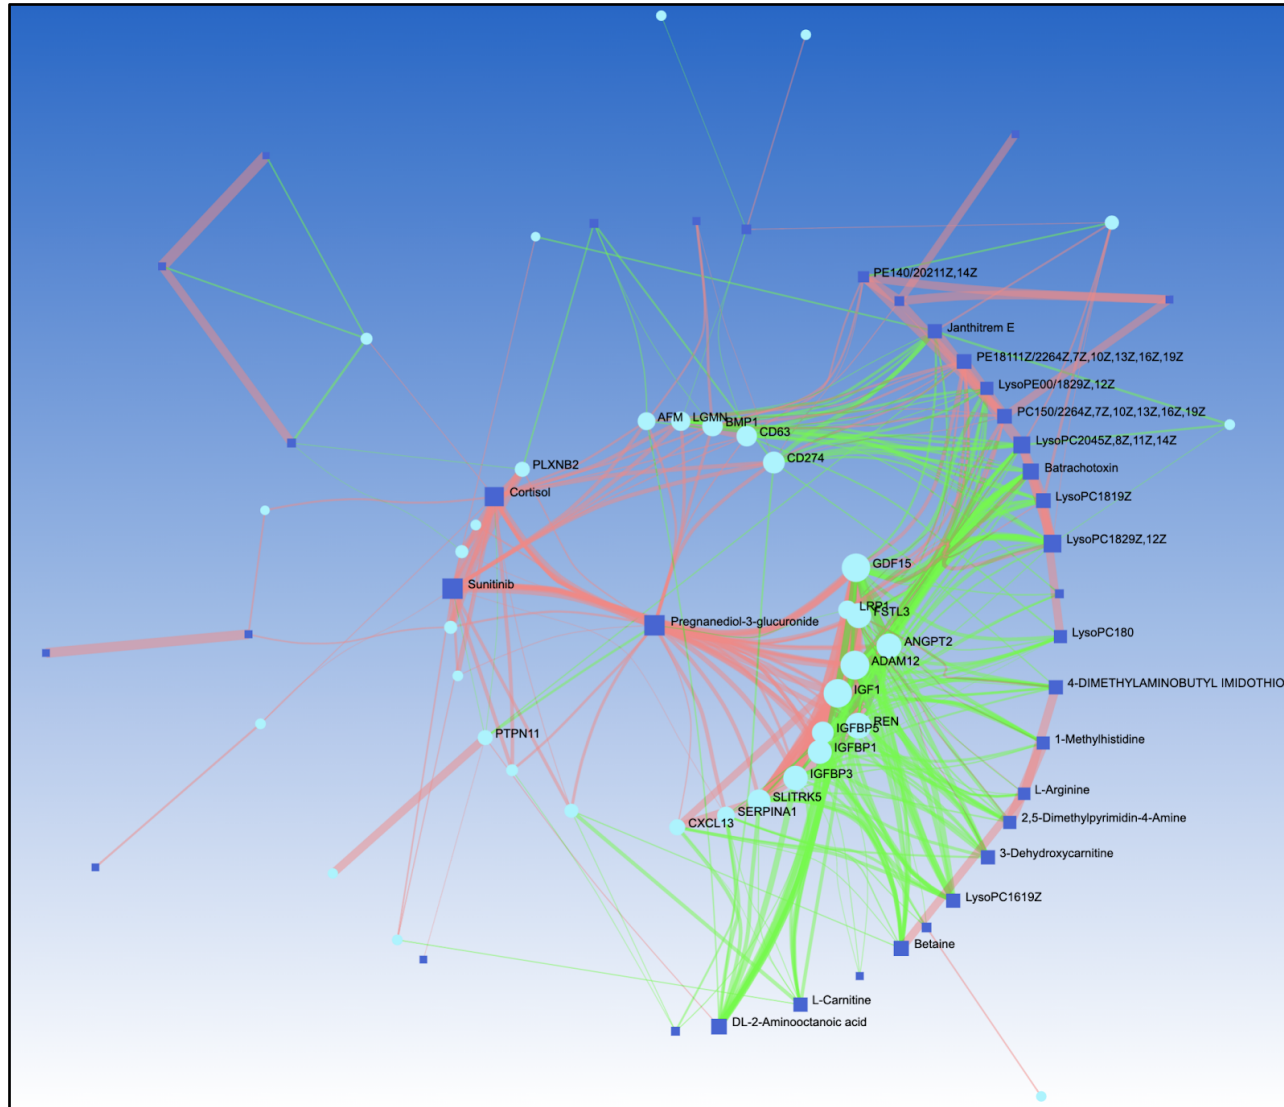 PE140/20211Z,14Z
Janthitrem E
PE18111Z/2264Z,7Z,10Z,13Z,16Z,19Z
LysoPE00/1829Z,12Z
PC150/2264Z,7Z,10Z,13Z,16Z,19Z
AFM
LGMN
BMP1
CD63
LysoPC2045Z,8Z,11Z,14Z
CD274
PLXNB2
Batrachotoxin
Cortisol
LysoPC1819Z
LysoPC1829Z,12Z
GDF15
Sunitinib
LRP1
FSTL3
Pregnanediol-3-glucuronide
LysoPC180
ANGPT2
ADAM12
4-DIMETHYLAMINOBUTYL IMIDOTHIO
IGF1
REN
IGFBP5
PTPN11
1-Methylhistidine
IGFBP1
IGFBP3
L-Arginine
SLITRK5
SERPINA1
2,5-Dimethylpyrimidin-4-Amine
CXCL13
3-Dehydroxycarnitine
LysoPC1619Z
Betaine
L-Carnitine
DL-2-Aminooctanoic acid